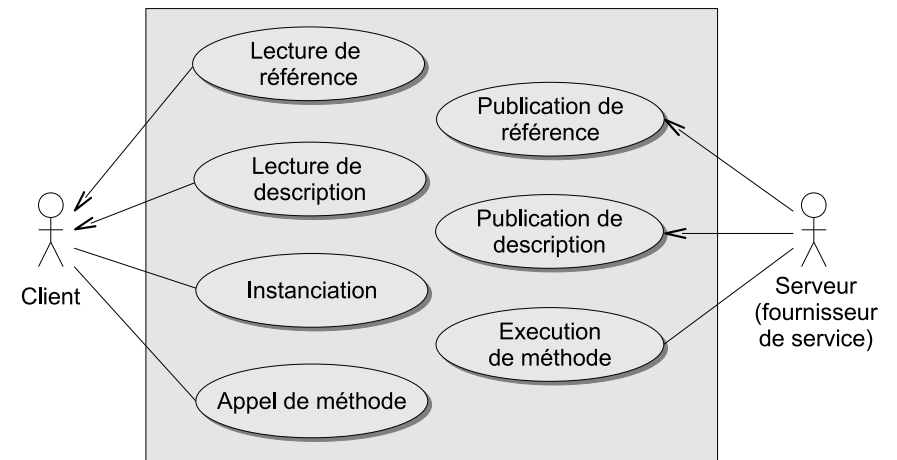 Lecture de
référence
Publication de
référence
Lecture de
description
Publication de
description
Client
Instanciation
Serveur
(fournisseur
de service)
Execution
de méthode
Appel de méthode